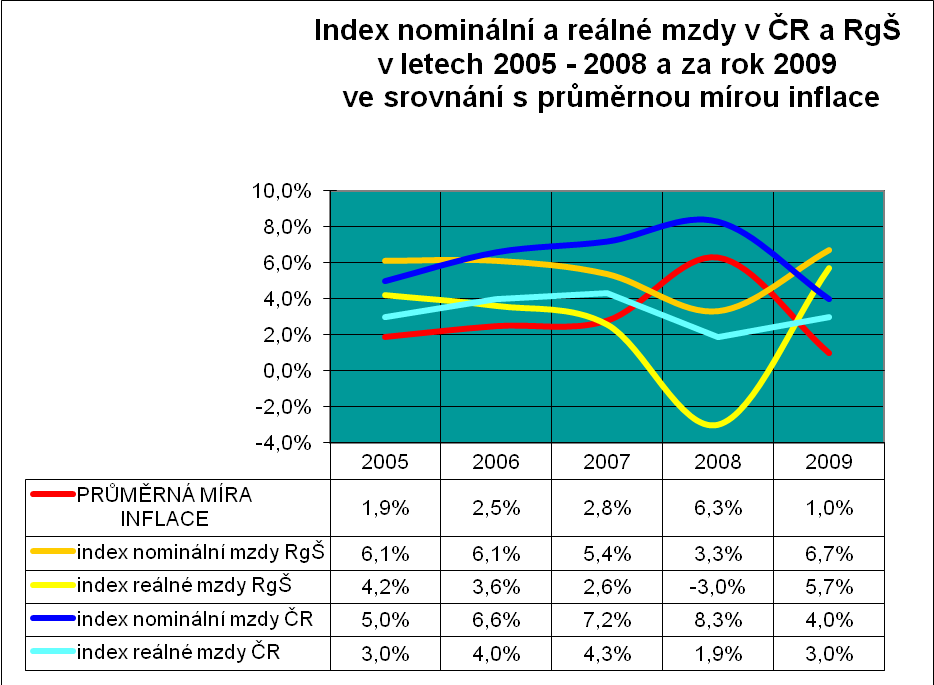 Index nominální a reálné mzdy v ČR a RgŠ
v letech 2005 - 2008 a za rok 2009
ve srovnání s průměrnou mírou inflace
10,0%
8,0%
6,0%
4,0%
2,0%
0,0%
-2,0%
-4,0%
2005 2006 2007 2008 2009
PRŮMĚRNÁ MÍRA
INFLACE 1,9% 2,5% 2,8% 6,3% 1,0%
index nominální mzdy RgŠ 6,1% 6,1% 5,4% 3,3% 6,7%
index reálné mzdy RgŠ 4,2% 3,6% 2,6% -3,0% 5,7%
index nominální mzdy ČR 5,0% 6,6% 7,2% 8,3% 4,0%
index reálné mzdy ČR 3,0% 4,0% 4,3% 1,9% 3,0%